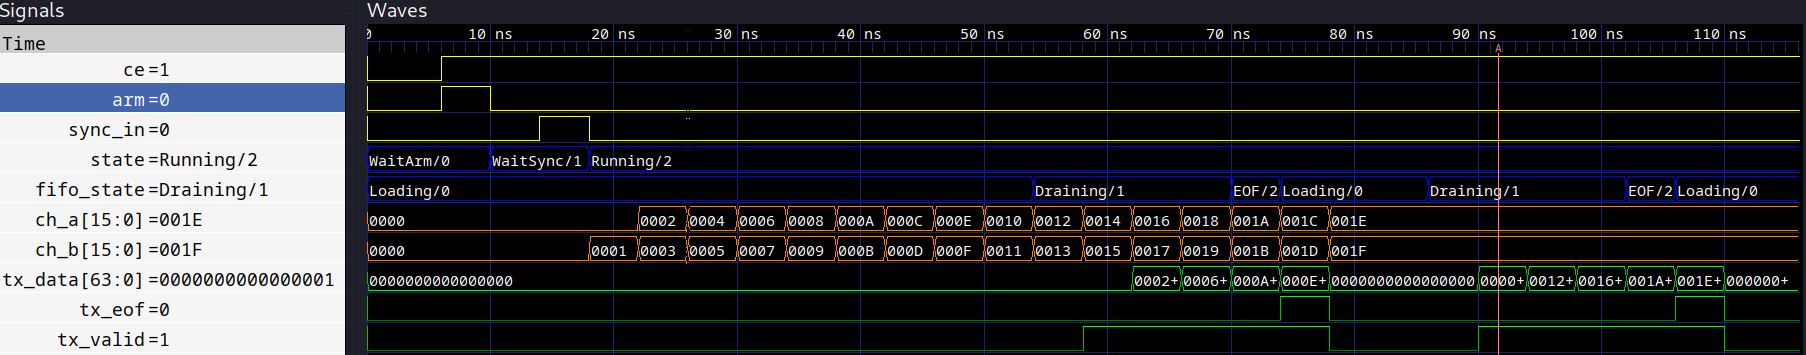 Signals Waves
Time 0 10 ns 20 ns 30 ns 40 ns 50 ns 60 ns 70 ns 80 ns 90 ns 100 ns 110 ns
A
ce=1
arm=0
sync_in=0
state=Running/2 WaitArm/0 WaitSync/1 Running/2
fifo_state=Draining/1 Loading/0 Draining/1 EOF/2 Loading/0 Draining/1 EOF/2 Loading/0
ch_a[15:0]=001E 0000 0002 0004 0006 0008 000A 000C 000E 0010 0012 0014 0016 0018 001A 001C 001E
ch_b[15:0]=001F 0000 0001 0003 0005 0007 0009 000B 000D 000F 0011 0013 0015 0017 0019 001B 001D 001F
tx_data[63:0]=0000000000000001 0000000000000000 0002+ 0006+ 000A+ 000E+ 0000000000000000 0000+ 0012+ 0016+ 001A+ 001E+ 000000+
tx_eof=0
tx_valid=1